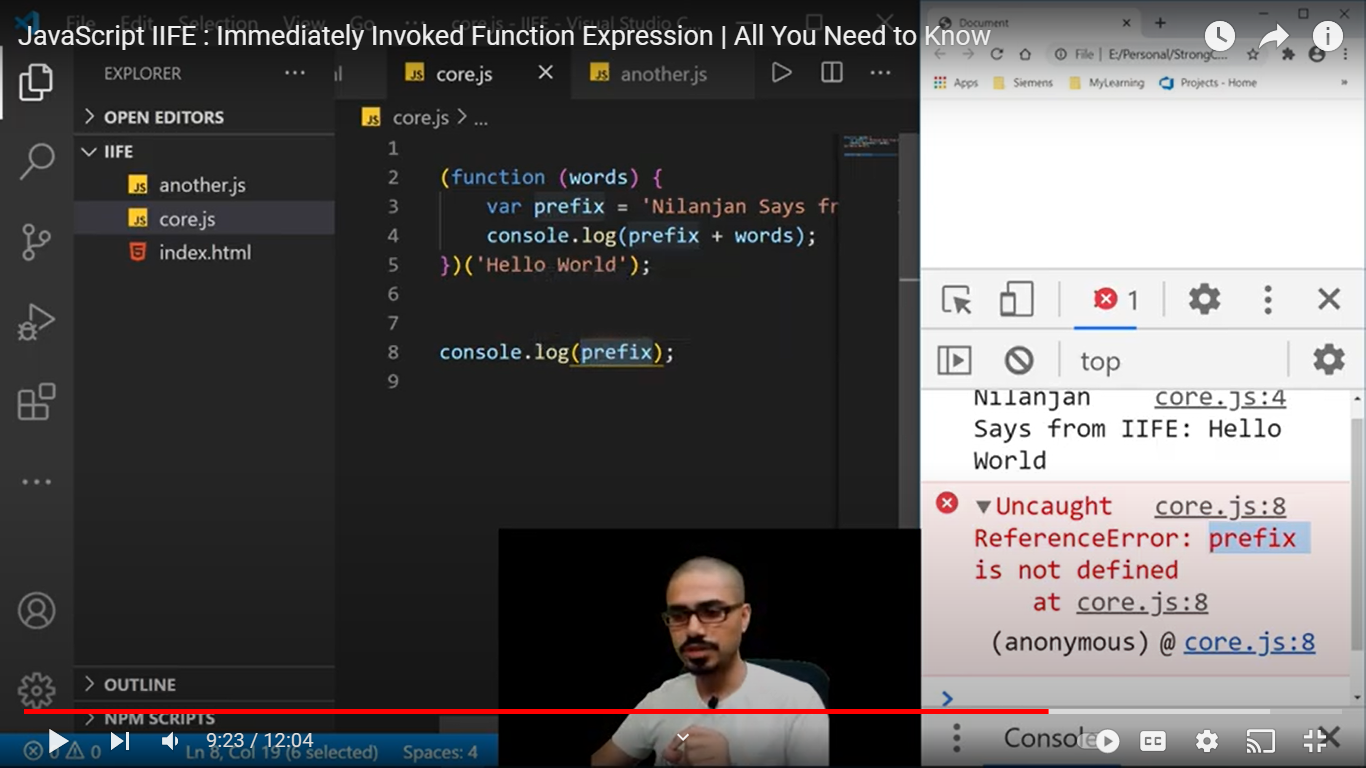 File Edit Selection View Go ... core.js - IIFE - Visual Studio C...
JavaScript IIFE : Immediately Invoked Function Expression | All You Need to Know
Document
EXPLORER
core.js
another.js
File | E:/Personal/StrongC...
Apps Siemens MyLearning Projects - Home »
OPEN EDITORS
core.js > ...
IIFE
another.js
core.js
index.html
1
2 (function (words) {
3 var prefix = 'Nilanjan Says fr
4 console.log(prefix + words);
5 })('Hello World');
6
7
8 console.log(prefix);
9
1
top
Nilanjan core.js:4
Says from IIFE: Hello
World
Uncaught core.js:8
ReferenceError: prefix
is not defined
at core.js:8
(anonymous) @ core.js:8
OUTLINE
NPM SCRIPTS
9:23 / 12:04
0 0 Ln 8, Col 19 (6 selected) Spaces: 4
Console
CC